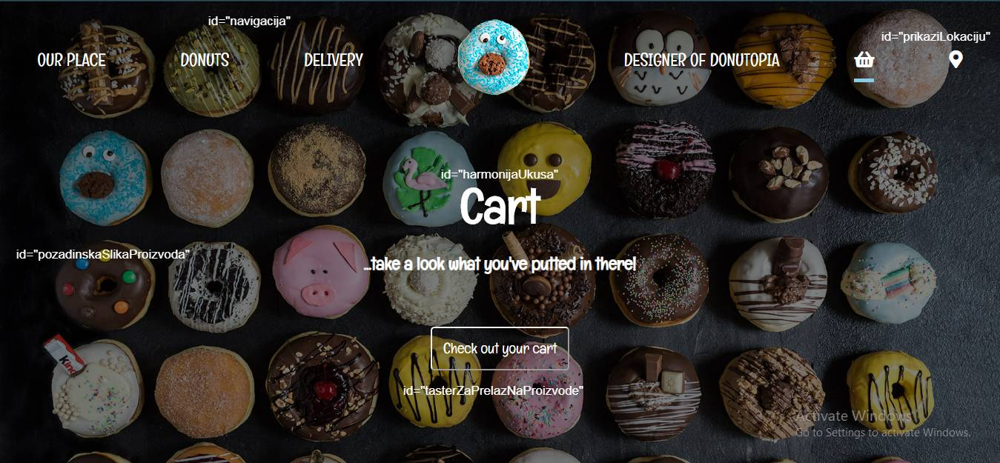 id="navigacija"
id="prikaziLokaciju"
OUR PLACE
DONUTS
DELIVERY
DESIGNER OF DONUTOPIA
id="harmonijaUkusa"
Cart
id="pozadinskaSlikaProizvoda"
...take a look what you've putted in there!
Check out your cart
kin
id="tasterZaPrelazNaProizvode"
Activate Windows
Go to Settings to activate Windows.